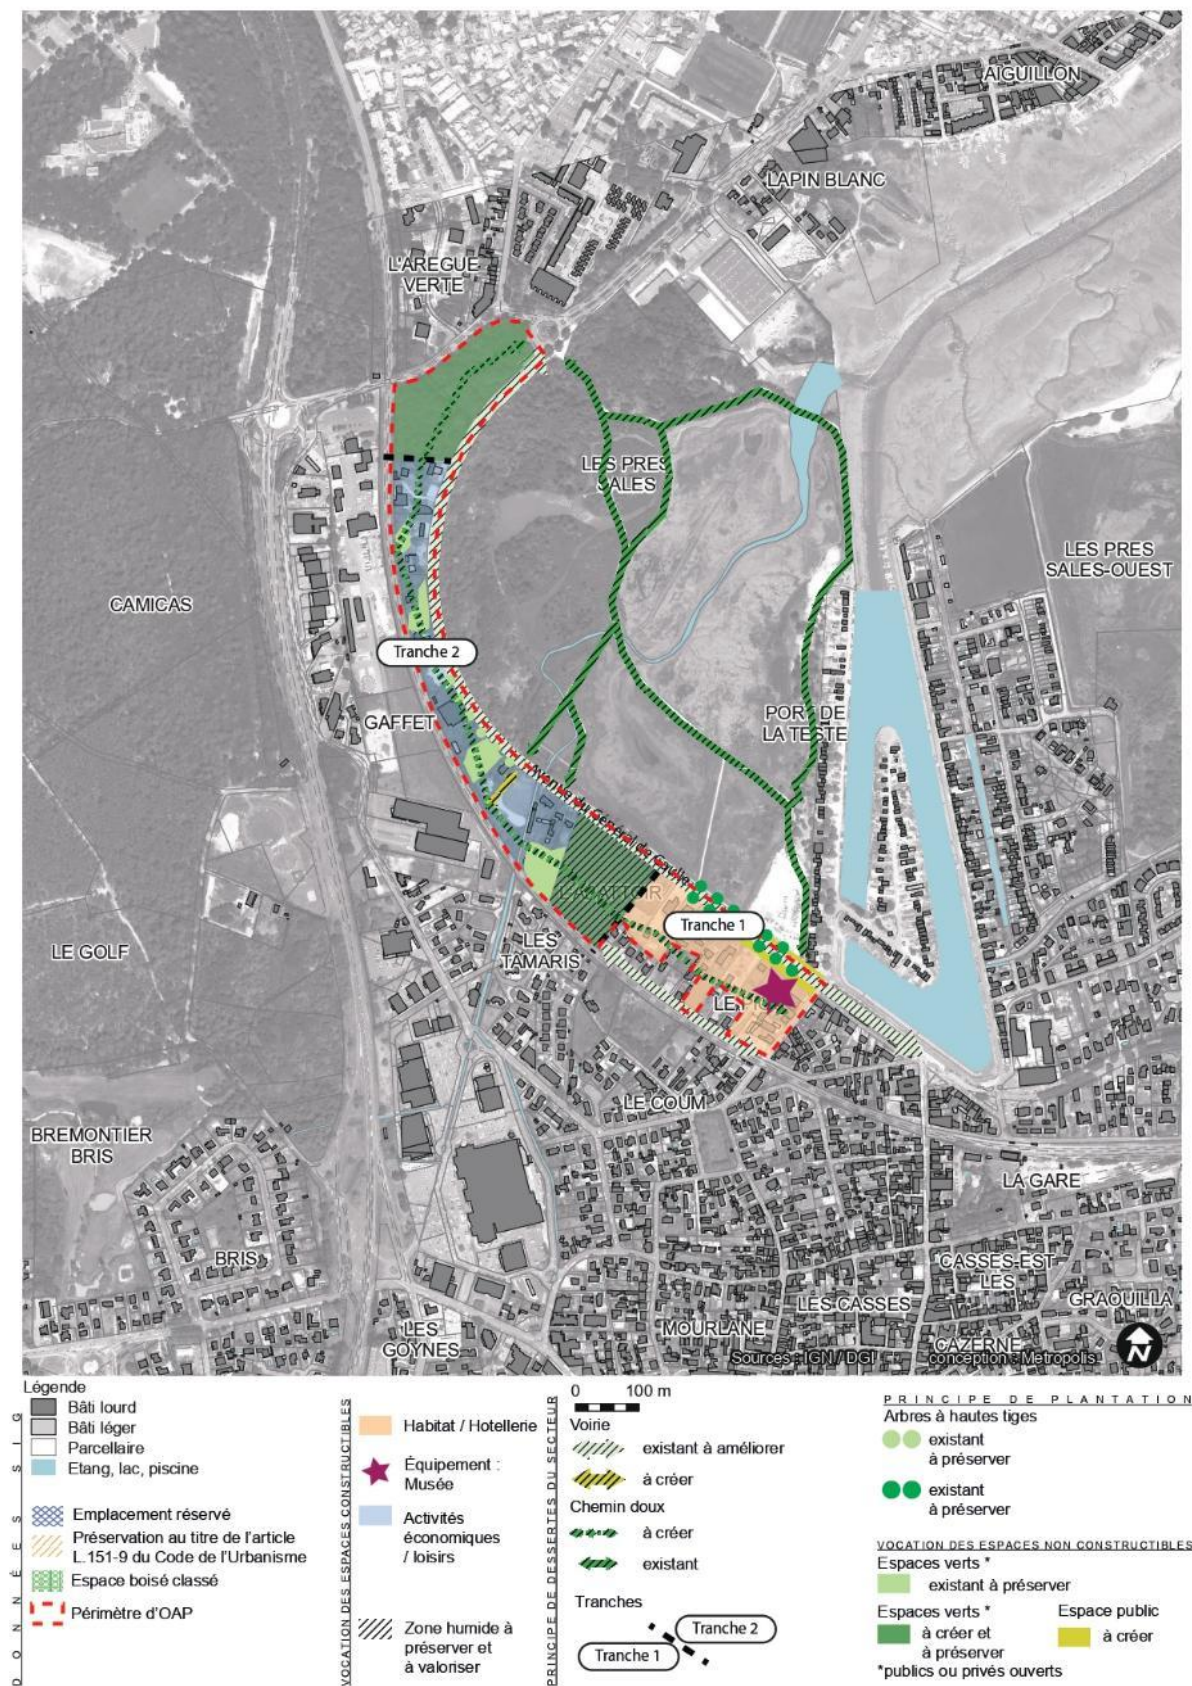 AIGUILLON
LAPIN BLANC
L'AREGUE
VERTE
LES PRES
SALES
LES PRES
SALES-OUEST
CAMICAS
Tranche 2
PORT DE
LA TESTE
GAFFET
Avenue du Général de Gaulle
Tranche 1
LE GOLF
LES
TAMARIS
LE
LE COUM
BREMONTIER
BRIS
LA GARE
BRIS
CASSES-EST
LES
GRAOUILLA
LES CASSES
LES
GOYNES
MOURLANE
CAZERNE
Sources : IGN / DGI
conception : Metropolis
N
Légende
DONNÉES SIG
Bâti lourd
Bâti léger
Parcellaire
Etang, lac, piscine
Emplacement réservé
Préservation au titre de l'article
L.151-9 du Code de l'Urbanisme
Espace boisé classé
Périmètre d'OAP
VOCATION DES ESPACES CONSTRUCTIBLES
Habitat / Hotellerie
Équipement :
Musée
Activités
économiques
/ loisirs
Zone humide à
préserver et
à valoriser
PRINCIPE DE DESSERTES DU SECTEUR
0 100 m
Voirie
existant à améliorer
à créer
Chemin doux
à créer
existant
Tranches
Tranche 2
Tranche 1
PRINCIPE DE PLANTATION
Arbres à hautes tiges
existant
à préserver
existant
à préserver
VOCATION DES ESPACES NON CONSTRUCTIBLES
Espaces verts *
existant à préserver
Espaces verts *
à créer et
à préserver
Espace public
à créer
*publics ou privés ouverts